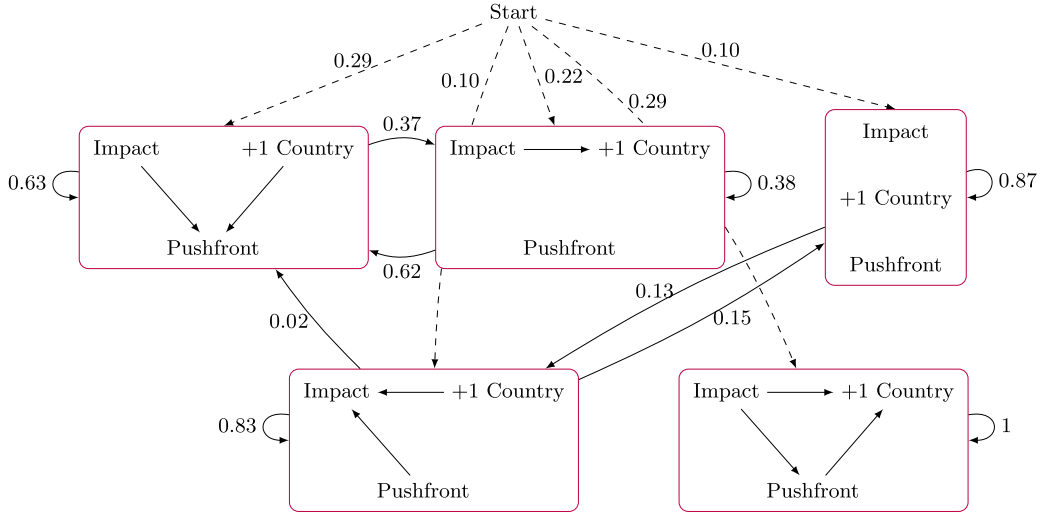 Start
0.29
0.10
0.22
0.29
0.10
Impact +1 Country
Pushfront
0.63
0.37
0.62
Impact +1 Country
Pushfront
0.38
Impact
+1 Country
Pushfront
0.87
0.02
0.13
0.15
Impact +1 Country
Pushfront
0.83
Impact +1 Country
Pushfront
1